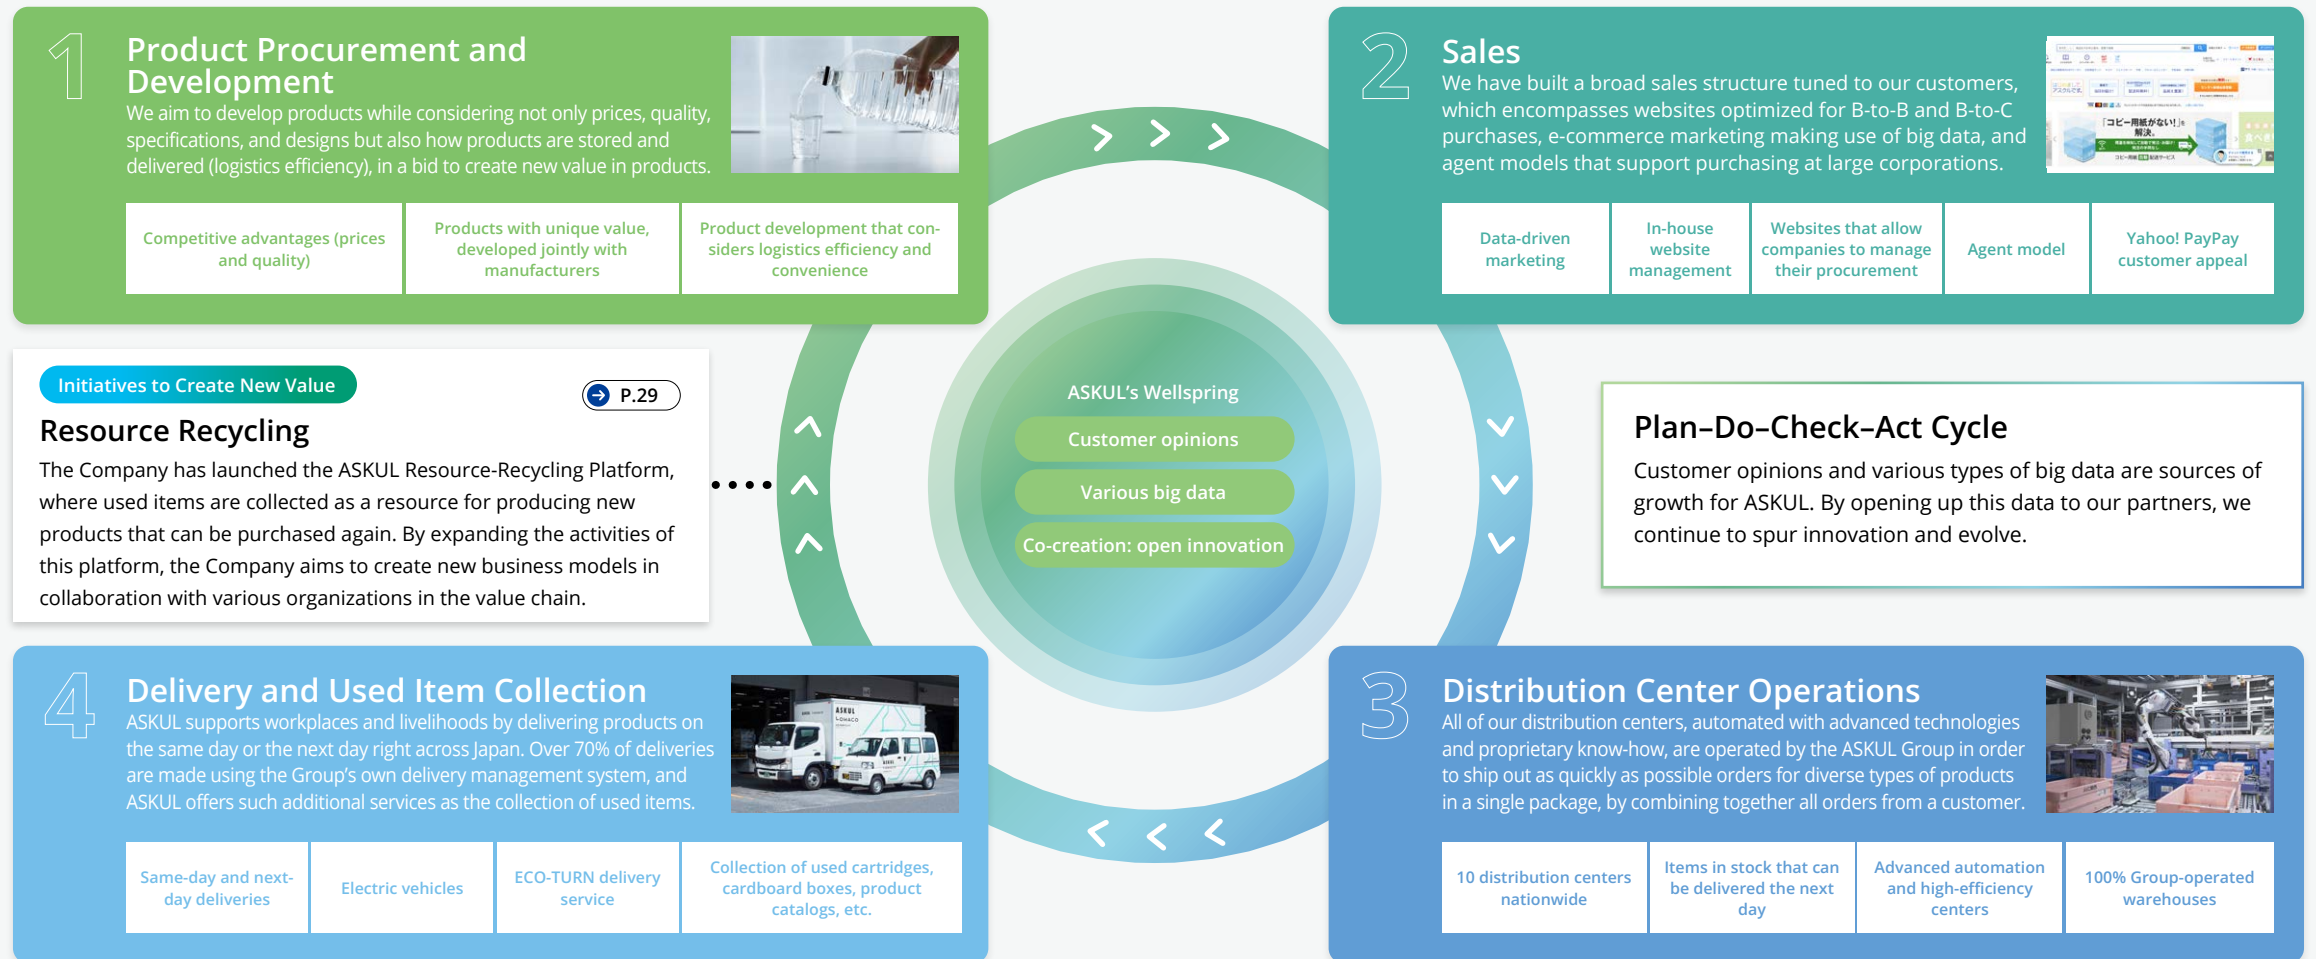 1
Product Procurement and
Development
We aim to develop products while considering not only prices, quality,
specifications, and designs but also how products are stored and
delivered (logistics efficiency), in a bid to create new value in products.
Competitive advantages (prices
and quality)
Products with unique value,
developed jointly with
manufacturers
Product development that con-
siders logistics efficiency and
convenience
2
Sales
We have built a broad sales structure tuned to our customers,
which encompasses websites optimized for B-to-B and B-to-C
purchases, e-commerce marketing making use of big data, and
agent models that support purchasing at large corporations.
「コピー用紙がない!」を
解決。
Data-driven
marketing
In-house
website
management
Websites that allow
companies to manage
their procurement
Agent model
Yahoo! PayPay
customer appeal
Initiatives to Create New Value
P.29
Resource Recycling
The Company has launched the ASKUL Resource-Recycling Platform,
where used items are collected as a resource for producing new
products that can be purchased again. By expanding the activities of
this platform, the Company aims to create new business models in
collaboration with various organizations in the value chain.
ASKUL's Wellspring
Customer opinions
Various big data
Co-creation: open innovation
Plan–Do–Check–Act Cycle
Customer opinions and various types of big data are sources of
growth for ASKUL. By opening up this data to our partners, we
continue to spur innovation and evolve.
4
Delivery and Used Item Collection
ASKUL supports workplaces and livelihoods by delivering products on
the same day or the next day right across Japan. Over 70% of deliveries
are made using the Group's own delivery management system, and
ASKUL offers such additional services as the collection of used items.
ASKUL
LOHACO
Same-day and next-
day deliveries
Electric vehicles
ECO-TURN delivery
service
Collection of used cartridges,
cardboard boxes, product
catalogs, etc.
3
Distribution Center Operations
All of our distribution centers, automated with advanced technologies
and proprietary know-how, are operated by the ASKUL Group in order
to ship out as quickly as possible orders for diverse types of products
in a single package, by combining together all orders from a customer.
10 distribution centers
nationwide
Items in stock that can
be delivered the next
day
Advanced automation
and high-efficiency
centers
100% Group-operated
warehouses